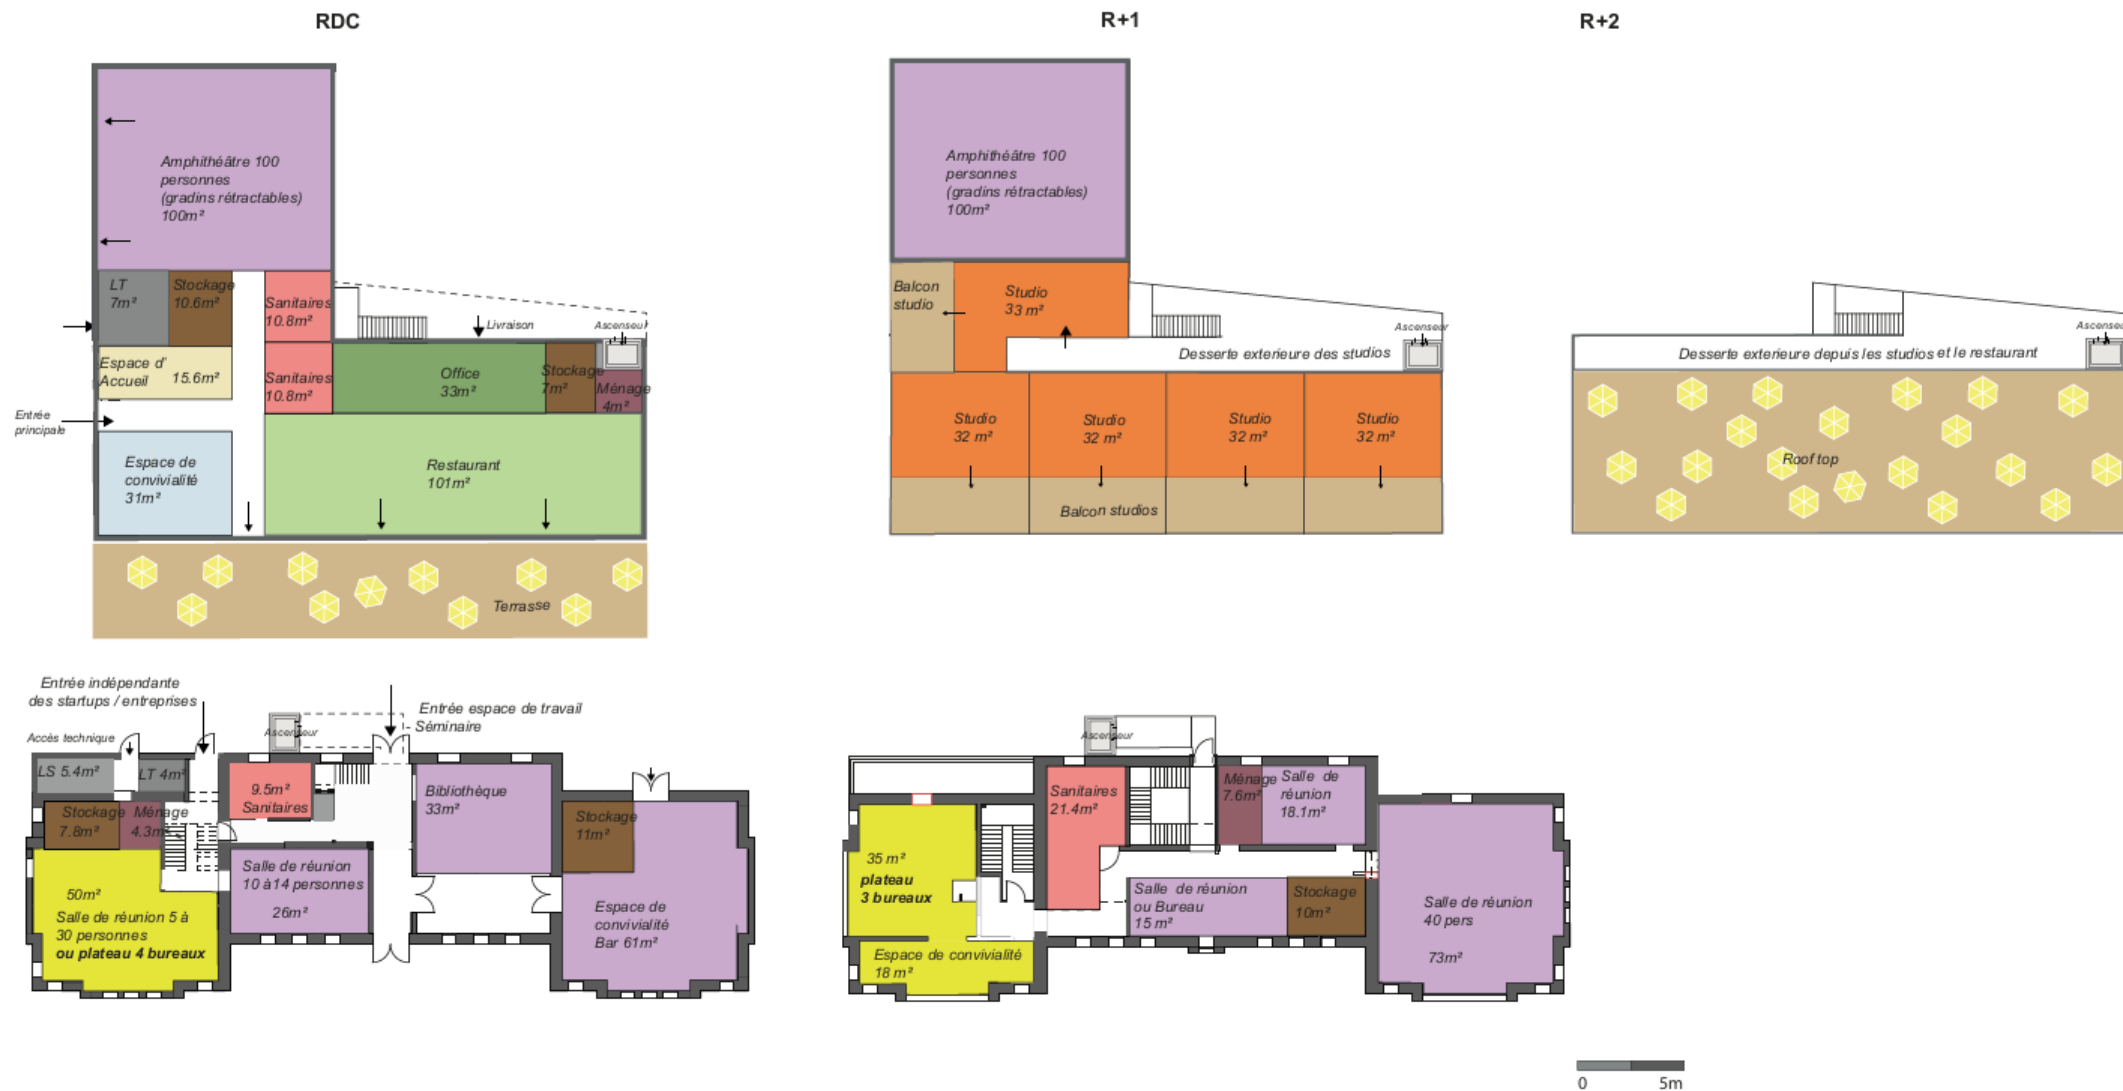 RDC
R+1
R+2
Amphithéâtre 100
personnes
(gradins rétractables)
100m²
LT
7m²
Stockage
10.6m²
Sanitaires
10.8m²
Livraison
Ascenseur
Espace d'
Accueil
15.6m²
Sanitaires
10.8m²
Office
33m²
Stockage
7m²
Ménage
4m²
Entrée
principale
Espace de
convivialité
31m²
Restaurant
101m²
Terrasse
Amphithéâtre 100
personnes
(gradins rétractables)
100m²
Balcon
studio
Studio
33 m²
Ascenseur
Desserte exterieure des studios
Studio
32 m²
Studio
32 m²
Studio
32 m²
Studio
32 m²
Balcon studios
Ascenseur
Desserte exterieure depuis les studios et le restaurant
Roof top
Entrée indépendante
des startups / entreprises
Accès technique
Ascenseur
Entrée espace de travail
- Séminaire
LS 5.4m²
LT 4m²
9.5m²
Sanitaires
Bibliothéque
33m²
Stockage
7.8m²
Ménage
4.3m²
Stockage
11m²
50m²
Salle de réunion 5 à
30 personnes
ou plateau 4 bureaux
Salle de réunion
10 à 14 personnes
26m²
Espace de
convivialité
Bar 61m²
Ascenseur
Sanitaires
21.4m²
Ménage
7.6m²
Salle de
réunion
18.1m²
35 m²
plateau
3 bureaux
Salle de réunion
ou Bureau
15 m²
Stockage
10m²
Salle de réunion
40 pers
73m²
Espace de convivialité
18 m²
0
5m